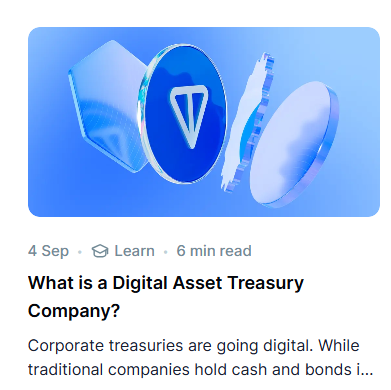 4 Sep · Learn · 6 min read
What is a Digital Asset Treasury
Company?
Corporate treasuries are going digital. While
traditional companies hold cash and bonds i...